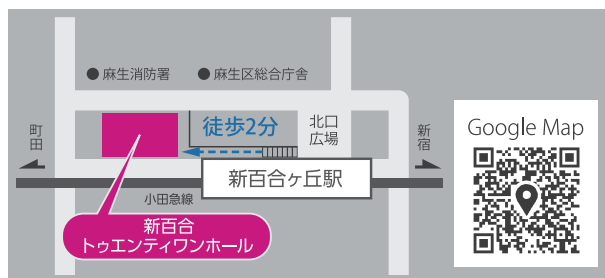 ●麻生消防署
●麻生区総合庁舎
徒歩2分
北口
広場
町田
新宿
新百合ヶ丘駅
小田急線
新百合
トゥエンティワンホール
Google Map